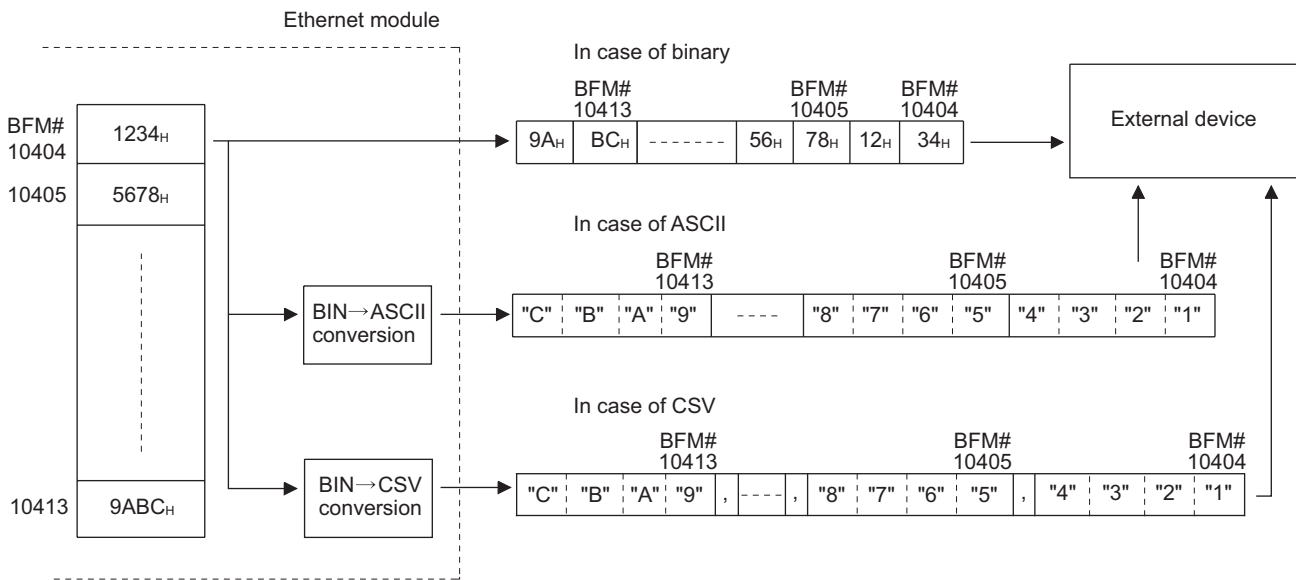 Ethernet module
BFM#
10404
1234H
10405
5678H
10413
9ABCH
BIN→ASCII
conversion
BIN→CSV
conversion
In case of binary
BFM#
10413
BFM#
10405
BFM#
10404
9AH BCH 56H 78H 12H 34H
External device
In case of ASCII
BFM#
10413
BFM#
10405
BFM#
10404
"C" "B" "A" "9" "8" "7" "6" "5" "4" "3" "2" "1"
In case of CSV
BFM#
10413
BFM#
10405
BFM#
10404
"C" "B" "A" "9" , , "8" "7" "6" "5" , "4" "3" "2" "1"